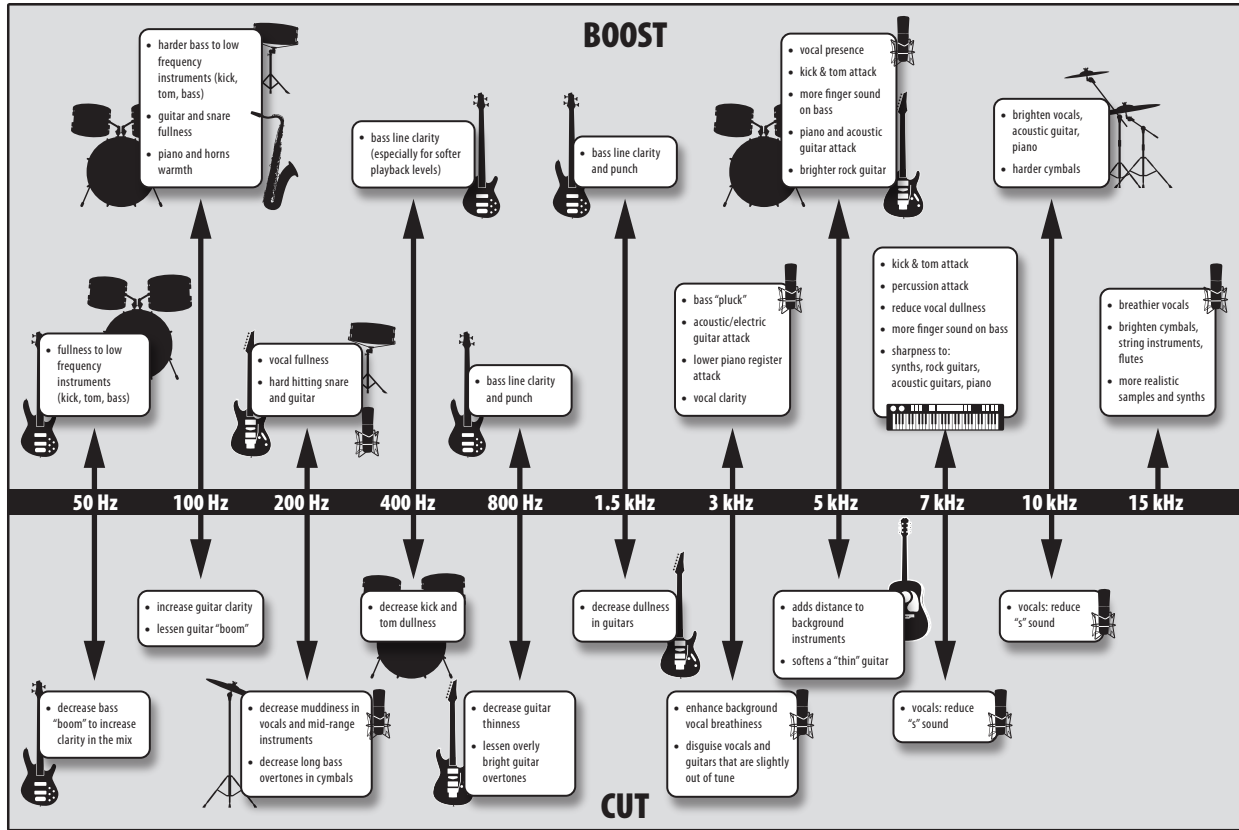 BOOST
• harder bass to low
frequency
instruments (kick,
tom, bass)
• guitar and snare
fullness
• piano and horns
warmth
• bass line clarity
(especially for softer
playback levels)
• bass line clarity
and punch
• vocal presence
• kick & tom attack
• more finger sound
on bass
• piano and acoustic
guitar attack
• brighter rock guitar
• brighten vocals,
acoustic guitar,
piano
• harder cymbals
• fullness to low
frequency
instruments
(kick, tom, bass)
• vocal fullness
• hard hitting snare
and guitar
• bass line clarity
and punch
• bass "pluck"
• acoustic/electric
guitar attack
• lower piano register
attack
• vocal clarity
• kick & tom attack
• percussion attack
• reduce vocal dullness
• more finger sound on bass
• sharpness to:
synths, rock guitars,
acoustic guitars, piano
• breathier vocals
• brighten cymbals,
string instruments,
flutes
• more realistic
samples and synths
50 Hz 100 Hz 200 Hz 400 Hz 800 Hz 1.5 kHz 3 kHz 5 kHz 7 kHz 10 kHz 15 kHz
• increase guitar clarity
• lessen guitar "boom"
• decrease kick and
tom dullness
• decrease dullness
in guitars
• adds distance to
background
instruments
• softens a "thin" guitar
• vocals: reduce
"s" sound
• decrease bass
"boom" to increase
clarity in the mix
• decrease muddiness in
vocals and mid-range
instruments
• decrease long bass
overtones in cymbals
• decrease guitar
thinness
• lessen overly
bright guitar
overtones
• enhance background
vocal breathiness
• disguise vocals and
guitars that are slightly
out of tune
• vocals: reduce
"s" sound
CUT